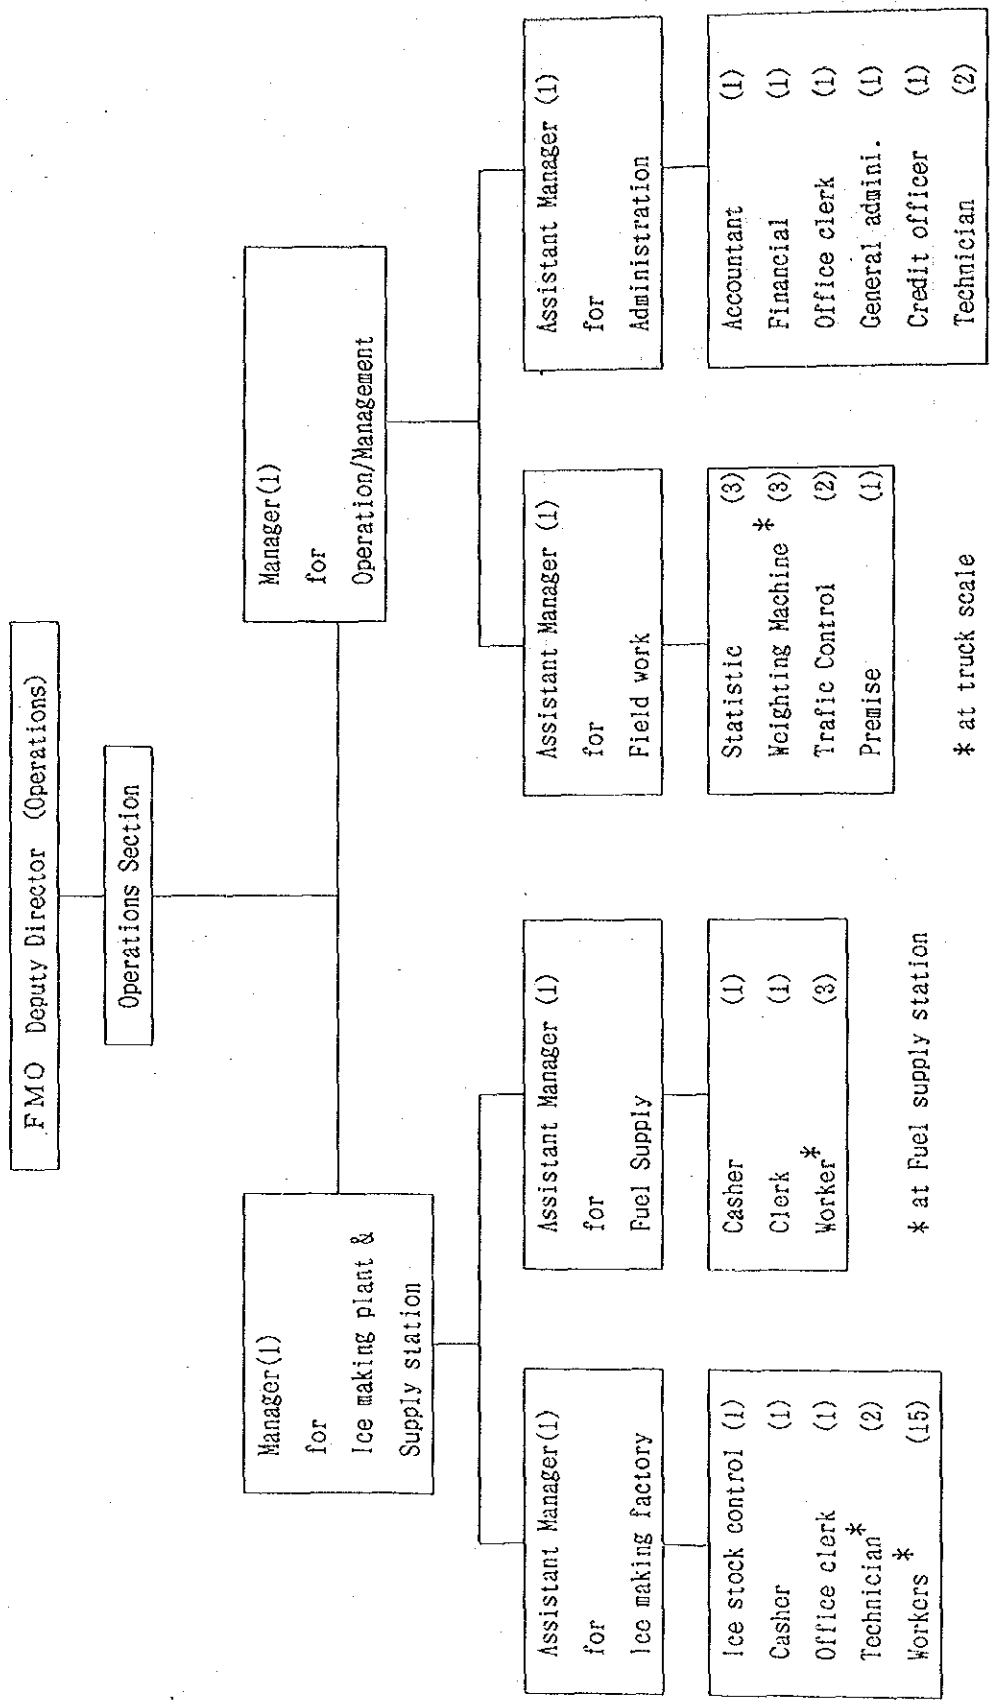 FMO Deputy Director (Operations)
Operations Section
Manager(1)
for
Ice making plant &
Supply station
Manager(1)
for
Operation/Management
Assistant Manager(1)
for
Ice making factory
Assistant Manager (1)
for
Fuel Supply
Assistant Manager (1)
for
Field work
Assistant Manager (1)
for
Administration
Ice stock control (1)
Casher (1)
Office clerk (1)
Technician* (2)
Workers* (15)
Casher (1)
Clerk (1)
Worker* (3)
* at Fuel supply station
Statistic (3)
Weighting Machine* (3)
Trafic Control (2)
Premise (1)
* at truck scale
Accountant (1)
Financial (1)
Office clerk (1)
General admini. (1)
Credit officer (1)
Technician (2)